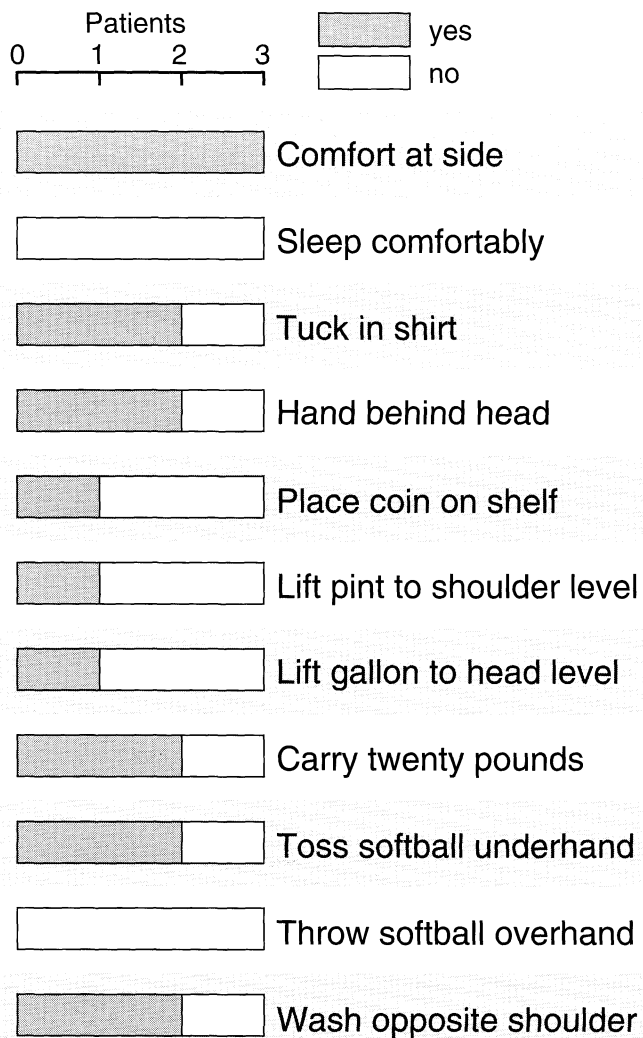 Patients
0 1 2 3
yes
no
Comfort at side
Sleep comfortably
Tuck in shirt
Hand behind head
Place coin on shelf
Lift pint to shoulder level
Lift gallon to head level
Carry twenty pounds
Toss softball underhand
Throw softball overhand
Wash opposite shoulder